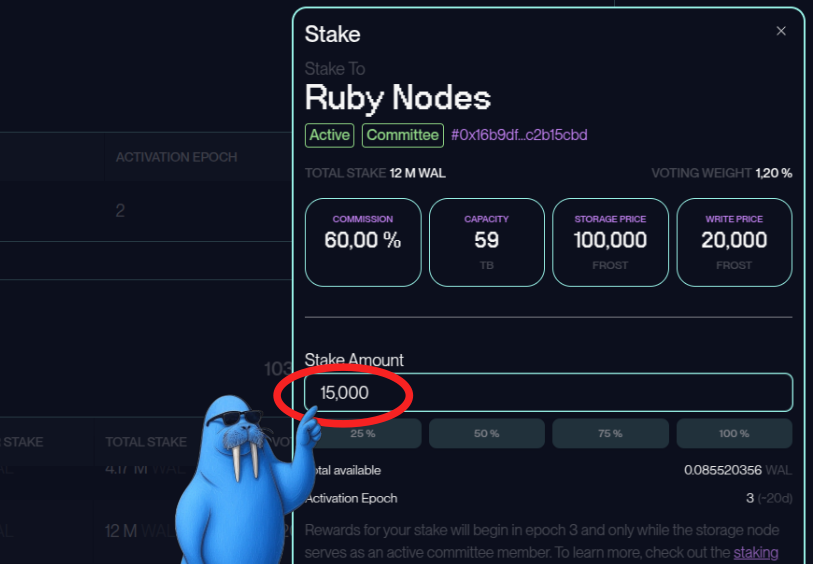 Stake
Stake To
Ruby Nodes
Active Committee #0x16b9df...c2b15cbd
ACTIVATION EPOCH
TOTAL STAKE 12 M WAL VOTING WEIGHT 1,20 %
2
COMMISSION CAPACITY STORAGE PRICE WRITE PRICE
60,00 % 59 100,000 20,000
TB FROST FROST
Stake Amount
103
15,000
25 % 50 % 75 % 100 %
STAKE TOTAL STAKE
4.17 M WAL
otal available 0.085520356 WAL
Activation Epoch 3 (~20d)
12 M WAL
Rewards for your stake will begin in epoch 3 and only while the storage node
serves as an active committee member. To learn more, check out the staking